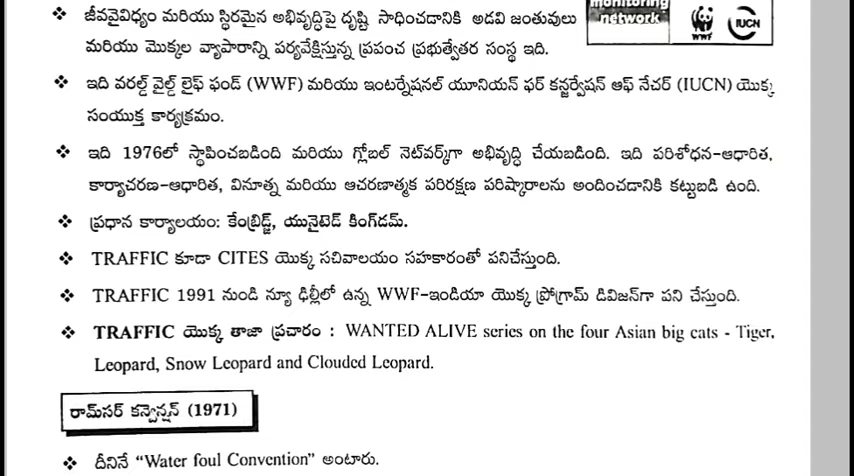 monitoring
network
WWF
IUCN
❖ జీవవైవిధ్యం మరియు స్థిరమైన అభివృద్ధిపై దృష్టి సాధించడానికి అడవి జంతువులు
మరియు మొక్కల వ్యాపారాన్ని పర్యవేక్షిస్తున్న ప్రపంచ ప్రభుత్వేతర సంస్థ ఇది.
❖ ఇది వరల్డ్ వైల్డ్ లైఫ్ ఫండ్ (WWF) మరియు ఇంటర్నేషనల్ యూనియన్ ఫర్ కన్జర్వేషన్ ఆఫ్ నేచర్ (IUCN) యొక్క
సంయుక్త కార్యక్రమం.
❖ ఇది 1976లో స్థాపించబడింది మరియు గ్లోబల్ నెట్‌వర్క్‌గా అభివృద్ధి చేయబడింది. ఇది పరిశోధన-ఆధారిత,
కార్యాచరణ-ఆధారిత, వినూత్న మరియు ఆచరణాత్మక పరిరక్షణ పరిష్కారాలను అందించడానికి కట్టుబడి ఉంది.
❖ ప్రధాన కార్యాలయం: కేంబ్రిడ్జ్, యునైటెడ్ కింగ్‌డమ్.
❖ TRAFFIC కూడా CITES యొక్క సచివాలయం సహకారంతో పనిచేస్తుంది.
❖ TRAFFIC 1991 నుండి న్యూ ఢిల్లీలో ఉన్న WWF-ఇండియా యొక్క ప్రోగ్రామ్ డివిజన్‌గా పని చేస్తుంది.
❖ TRAFFIC యొక్క తాజా ప్రచారం : WANTED ALIVE series on the four Asian big cats - Tiger,
Leopard, Snow Leopard and Clouded Leopard.
రామ్‌సర్ కన్వెన్షన్ (1971)
❖ దీనినే "Water foul Convention" అంటారు.